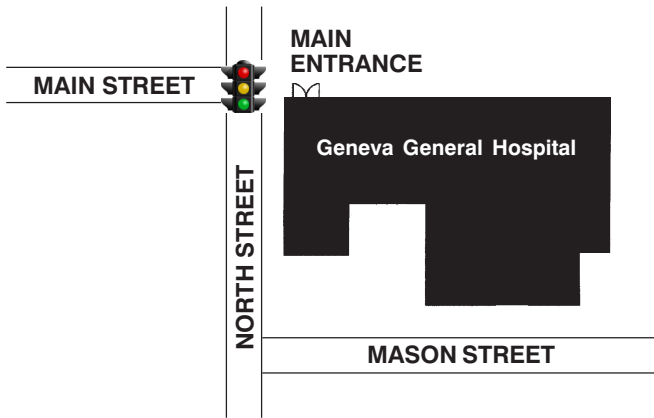 MAIN
ENTRANCE
MAIN STREET
Geneva General Hospital
NORTH STREET
MASON STREET